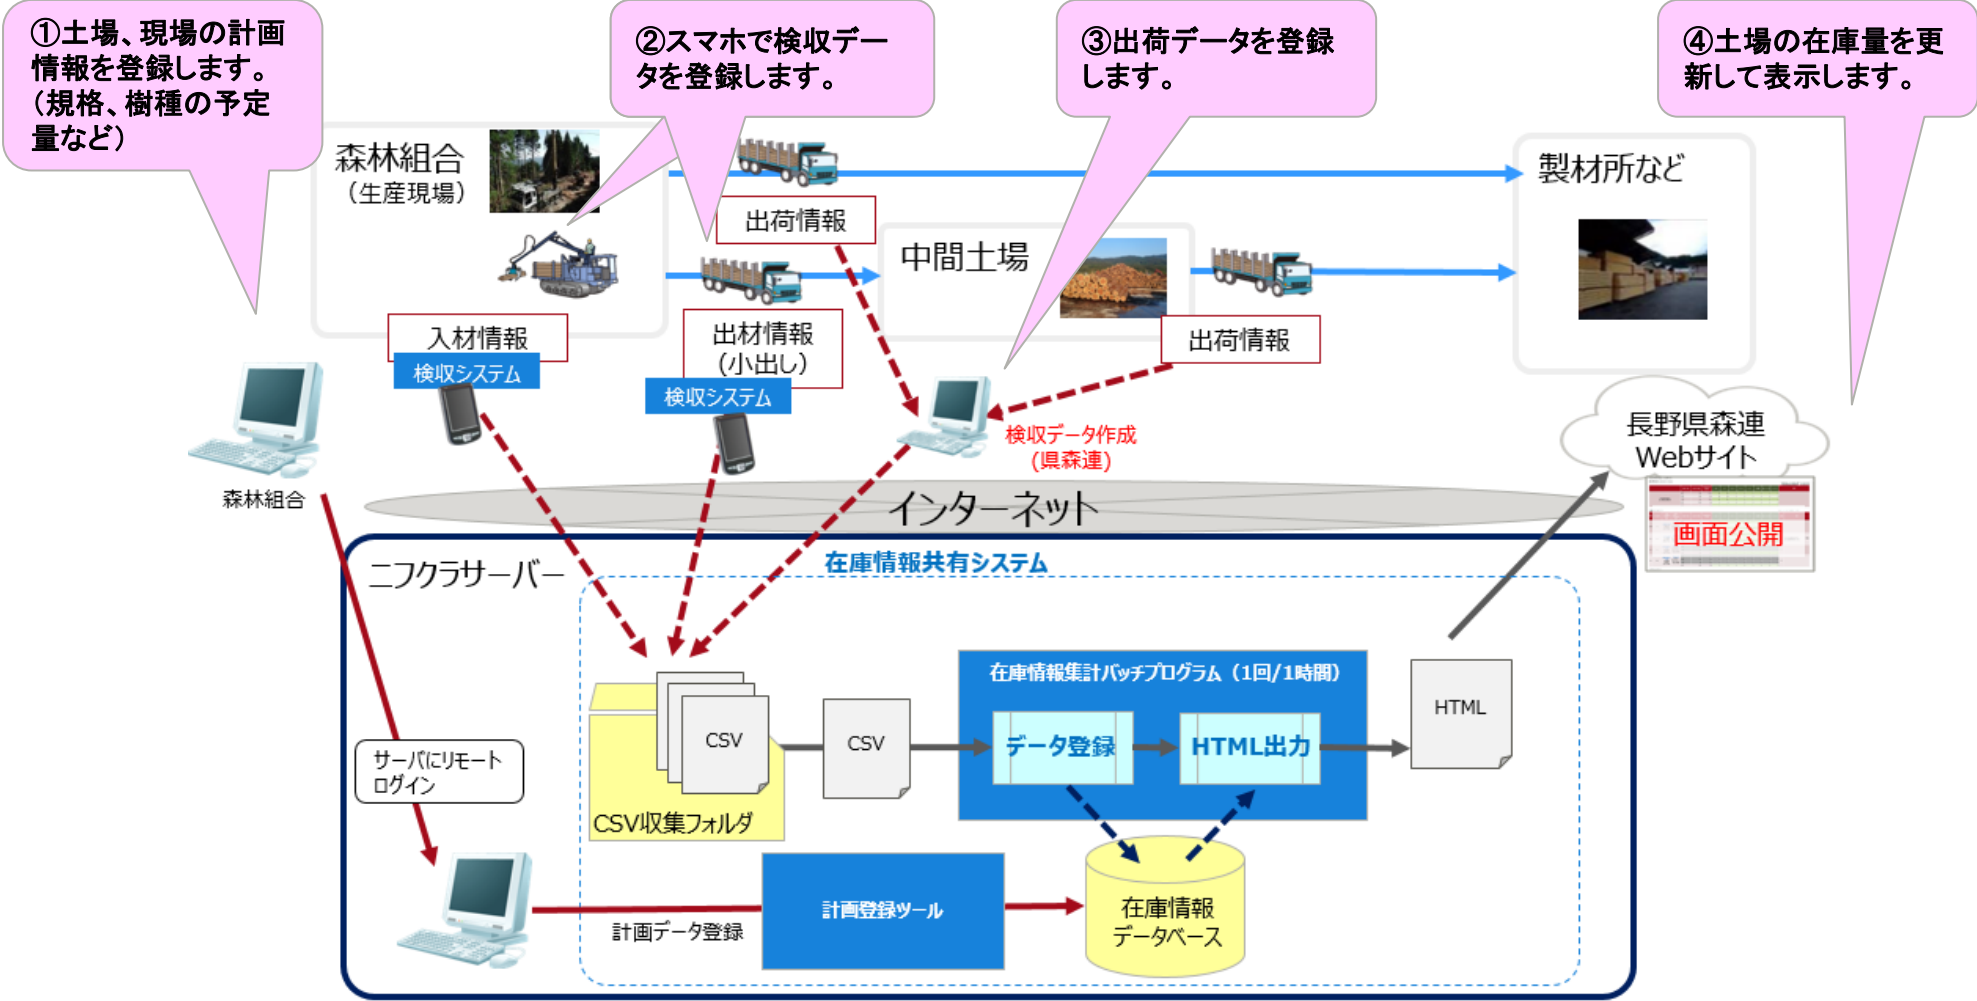 ①土場、現場の計画
情報を登録します。
（規格、樹種の予定
量など）
②スマホで検収デー
タを登録します。
③出荷データを登録
します。
④土場の在庫量を更
新して表示します。
森林組合
（生産現場）
製材所など
出荷情報
中間土場
入材情報
検収システム
出材情報
（小出し）
検収システム
出荷情報
検収データ作成
(県森連)
長野県森連
Webサイト
画面公開
森林組合
インターネット
ニフクラサーバー
在庫情報共有システム
在庫情報集計バッチプログラム（1回/1時間）
CSV
CSV
データ登録
HTML出力
HTML
サーバにリモート
ログイン
CSV収集フォルダ
計画データ登録
計画登録ツール
在庫情報
データベース